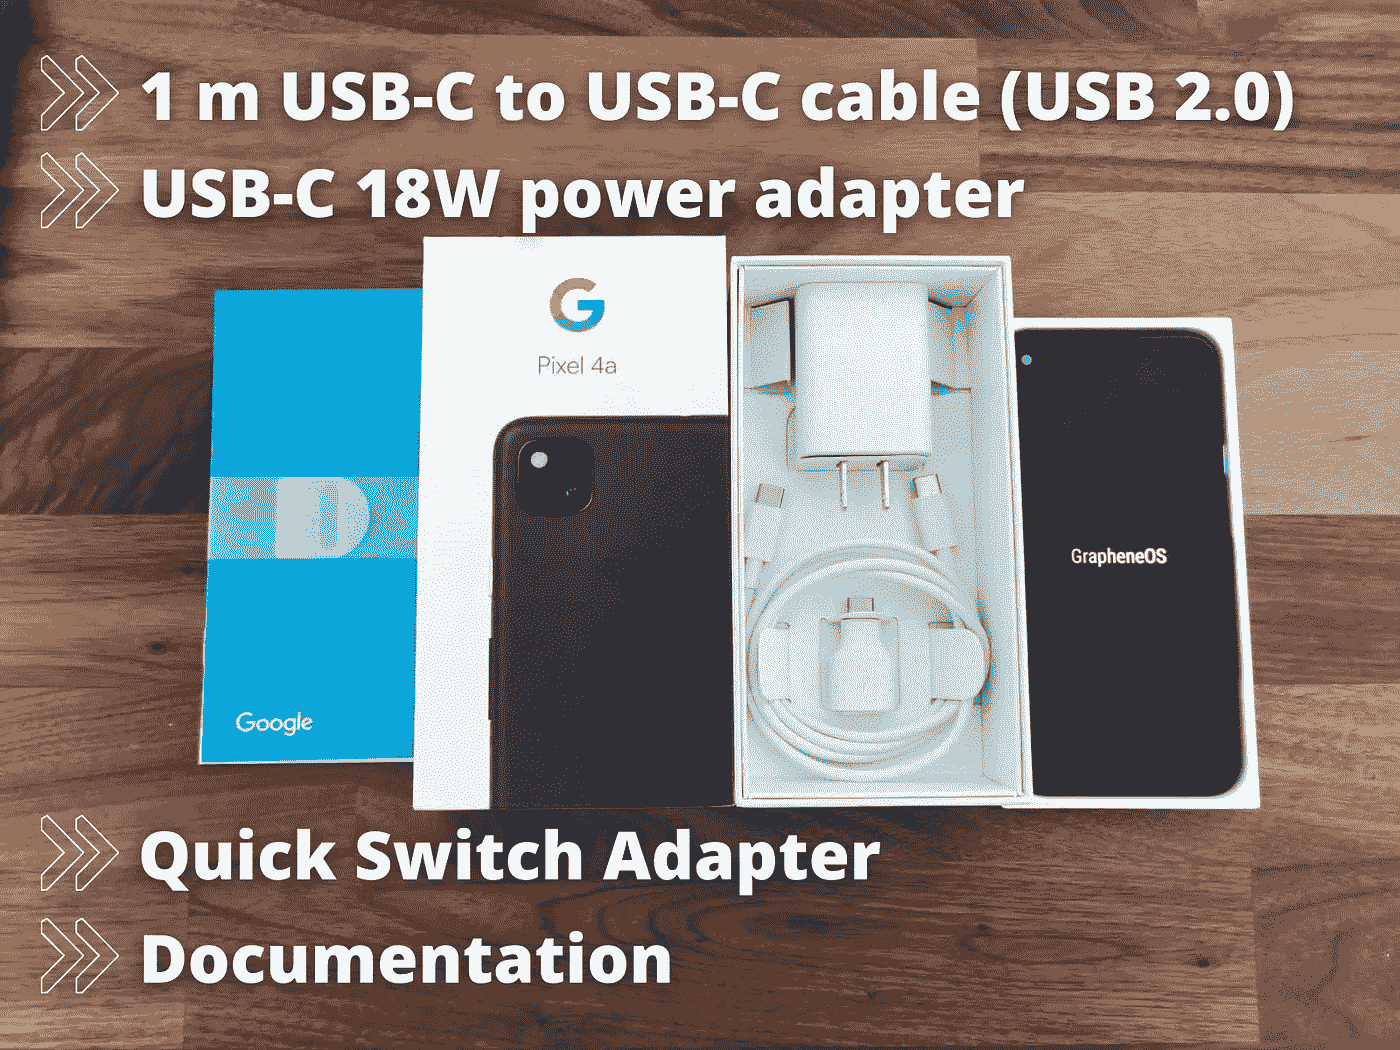 1 m USB-C to USB-C cable (USB 2.0)
USB-C 18W power adapter
G
Pixel 4a
GrapheneOS
D
Google
Quick Switch Adapter
Documentation